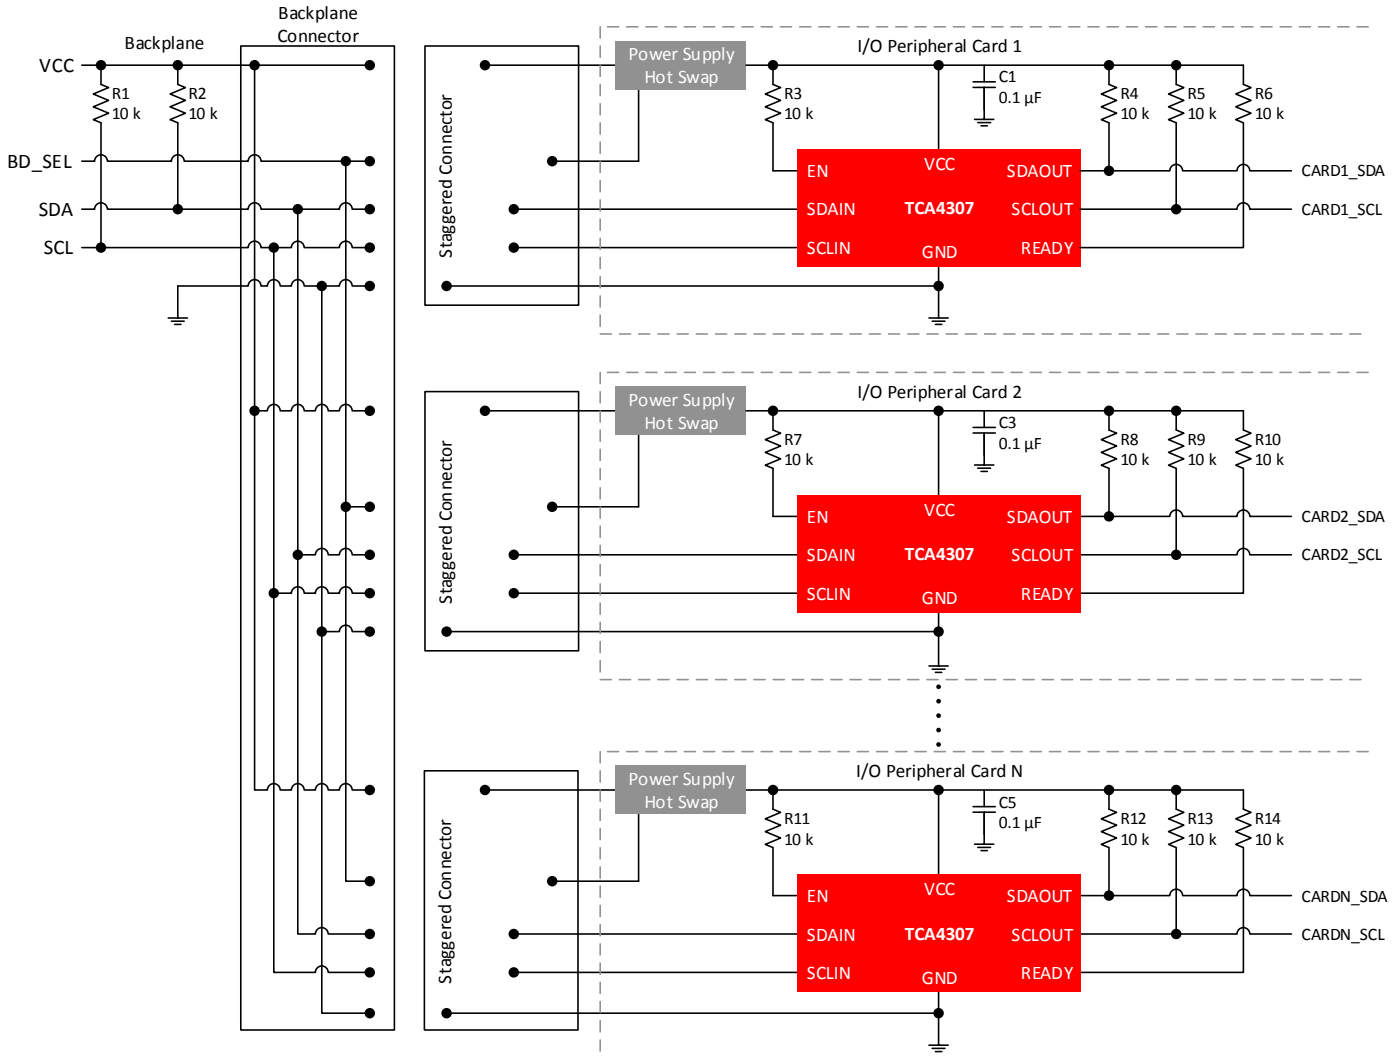 Backplane
Connector
Backplane
VCC
R1
10 k
R2
10 k
BD_SEL
SDA
SCL
Staggered Connector
Power Supply
Hot Swap
I/O Peripheral Card 1
R3
10 k
C1
0.1 µF
R4
10 k
R5
10 k
R6
10 k
EN
VCC
SDAOUT
SDAIN
TCA4307
SCLOUT
SCLIN
GND
READY
CARD1_SDA
CARD1_SCL
Staggered Connector
Power Supply
Hot Swap
I/O Peripheral Card 2
R7
10 k
C3
0.1 µF
R8
10 k
R9
10 k
R10
10 k
EN
VCC
SDAOUT
SDAIN
TCA4307
SCLOUT
SCLIN
GND
READY
CARD2_SDA
CARD2_SCL
Staggered Connector
Power Supply
Hot Swap
I/O Peripheral Card N
R11
10 k
C5
0.1 µF
R12
10 k
R13
10 k
R14
10 k
EN
VCC
SDAOUT
SDAIN
TCA4307
SCLOUT
SCLIN
GND
READY
CARDN_SDA
CARDN_SCL